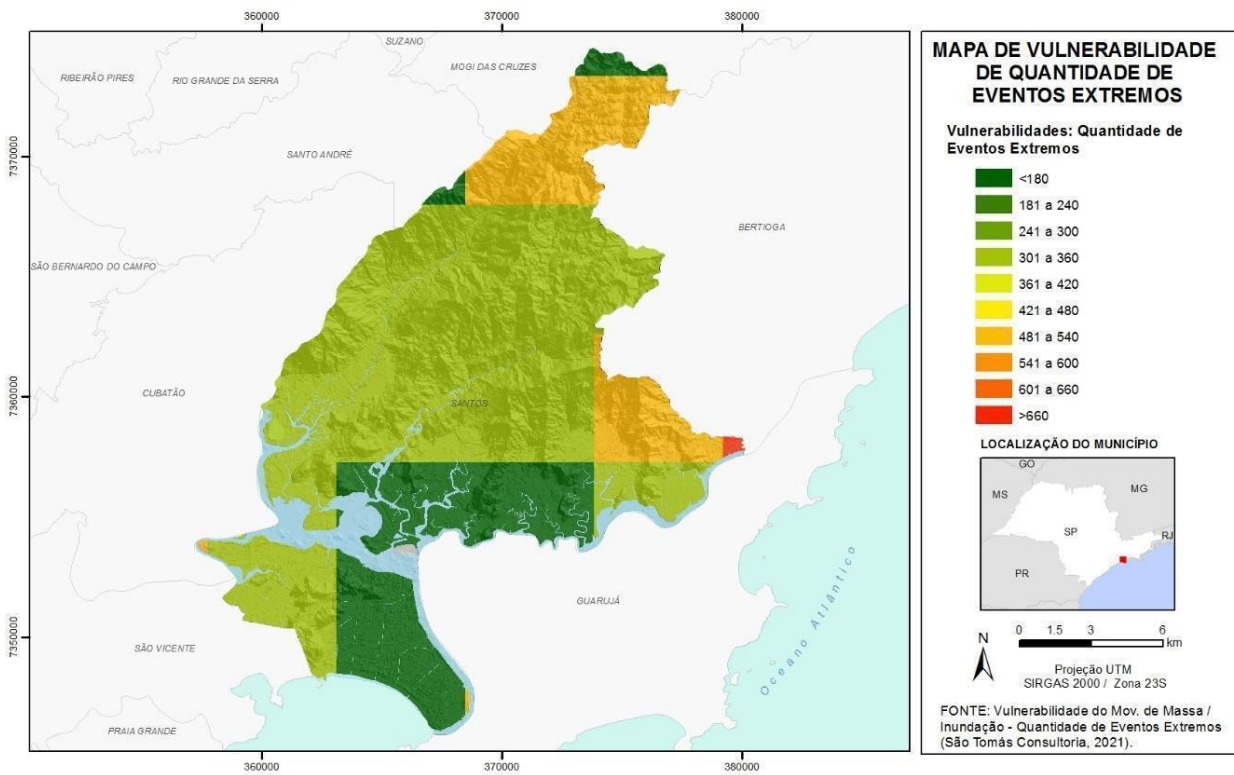 360000
370000
380000
SUZANO
MOGI DAS CRUZES
RIBEIRÃO PIRES
RIO GRANDE DA SERRA
7370000
7370000
SANTO ANDRÉ
BERTIOGA
SÃO BERNARDO DO CAMPO
CUBATÃO
7360000
7360000
SANTOS
GUARUJÁ
Oceano Atlântico
7350000
7350000
SÃO VICENTE
PRAIA GRANDE
360000
370000
380000
MAPA DE VULNERABILIDADE
DE QUANTIDADE DE
EVENTOS EXTREMOS
Vulnerabilidades: Quantidade de
Eventos Extremos
<180
181 a 240
241 a 300
301 a 360
361 a 420
421 a 480
481 a 540
541 a 600
601 a 660
>660
LOCALIZAÇÃO DO MUNICÍPIO
GO
MS
MG
SP
RJ
PR
N
0 1.5 3 6
km
Projeção UTM
SIRGAS 2000 / Zona 23S
FONTE: Vulnerabilidade do Mov. de Massa /
Inundação - Quantidade de Eventos Extremos
(São Tomás Consultoria, 2021).